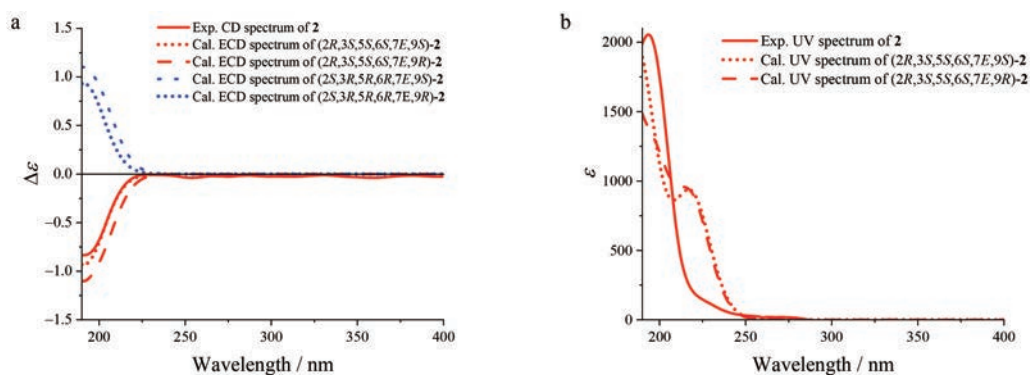 a
Exp. CD spectrum of 2
Cal. ECD spectrum of (2R,3S,5S,6S,7E,9S)-2
Cal. ECD spectrum of (2R,3S,5S,6S,7E,9R)-2
Cal. ECD spectrum of (2S,3R,5R,6R,7E,9S)-2
Cal. ECD spectrum of (2S,3R,5R,6R,7E,9R)-2
1.5
1.0
0.5
0.0
−0.5
−1.0
−1.5
Δε
200 250 300 350 400
Wavelength / nm
b
Exp. UV spectrum of 2
Cal. UV spectrum of (2R,3S,5S,6S,7E,9S)-2
Cal. UV spectrum of (2R,3S,5S,6S,7E,9R)-2
2000
1500
1000
500
0
ε
200 250 300 350 400
Wavelength / nm